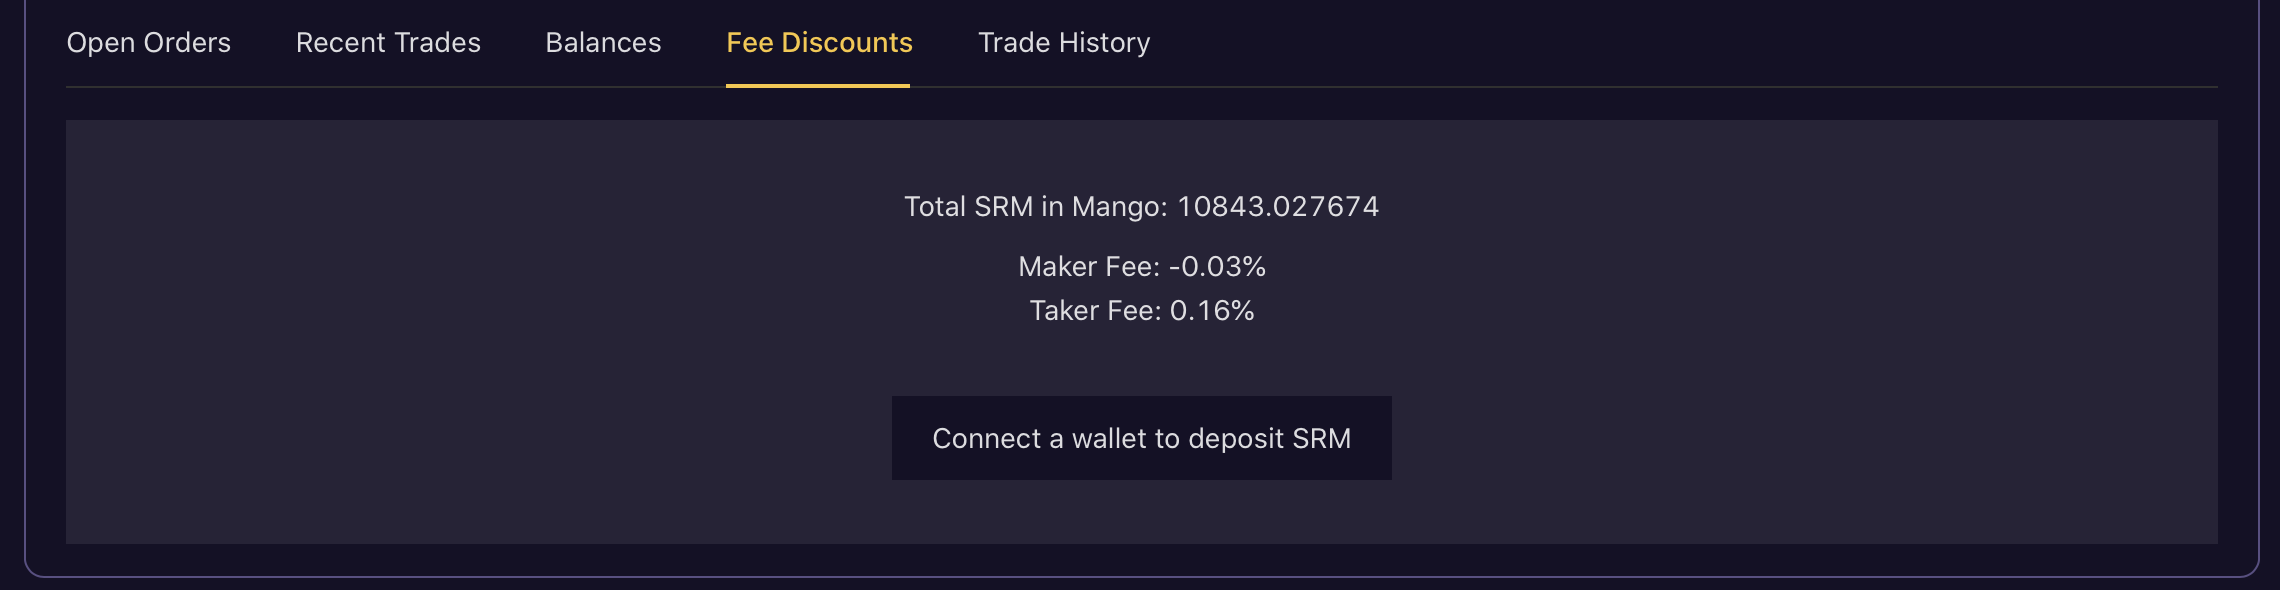 Open Orders Recent Trades Balances Fee Discounts Trade History
Total SRM in Mango: 10843.027674
Maker Fee: -0.03%
Taker Fee: 0.16%
Connect a wallet to deposit SRM